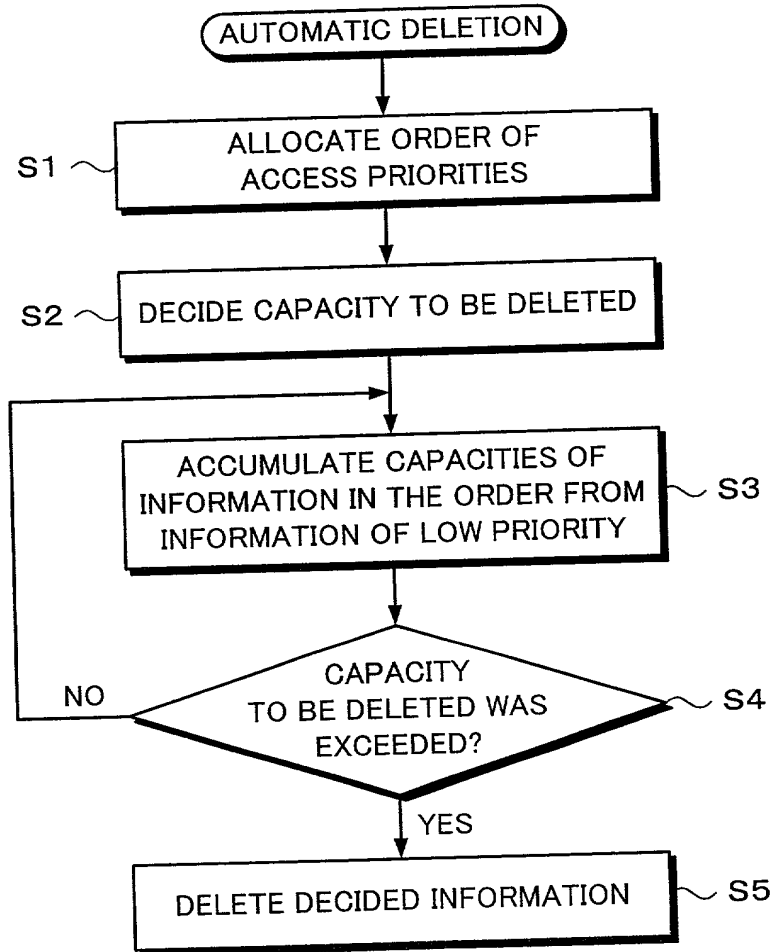 AUTOMATIC DELETION
S1
ALLOCATE ORDER OF
ACCESS PRIORITIES
S2
DECIDE CAPACITY TO BE DELETED
ACCUMULATE CAPACITIES OF
INFORMATION IN THE ORDER FROM
INFORMATION OF LOW PRIORITY
S3
CAPACITY
TO BE DELETED WAS
EXCEEDED?
S4
NO
YES
DELETE DECIDED INFORMATION
S5